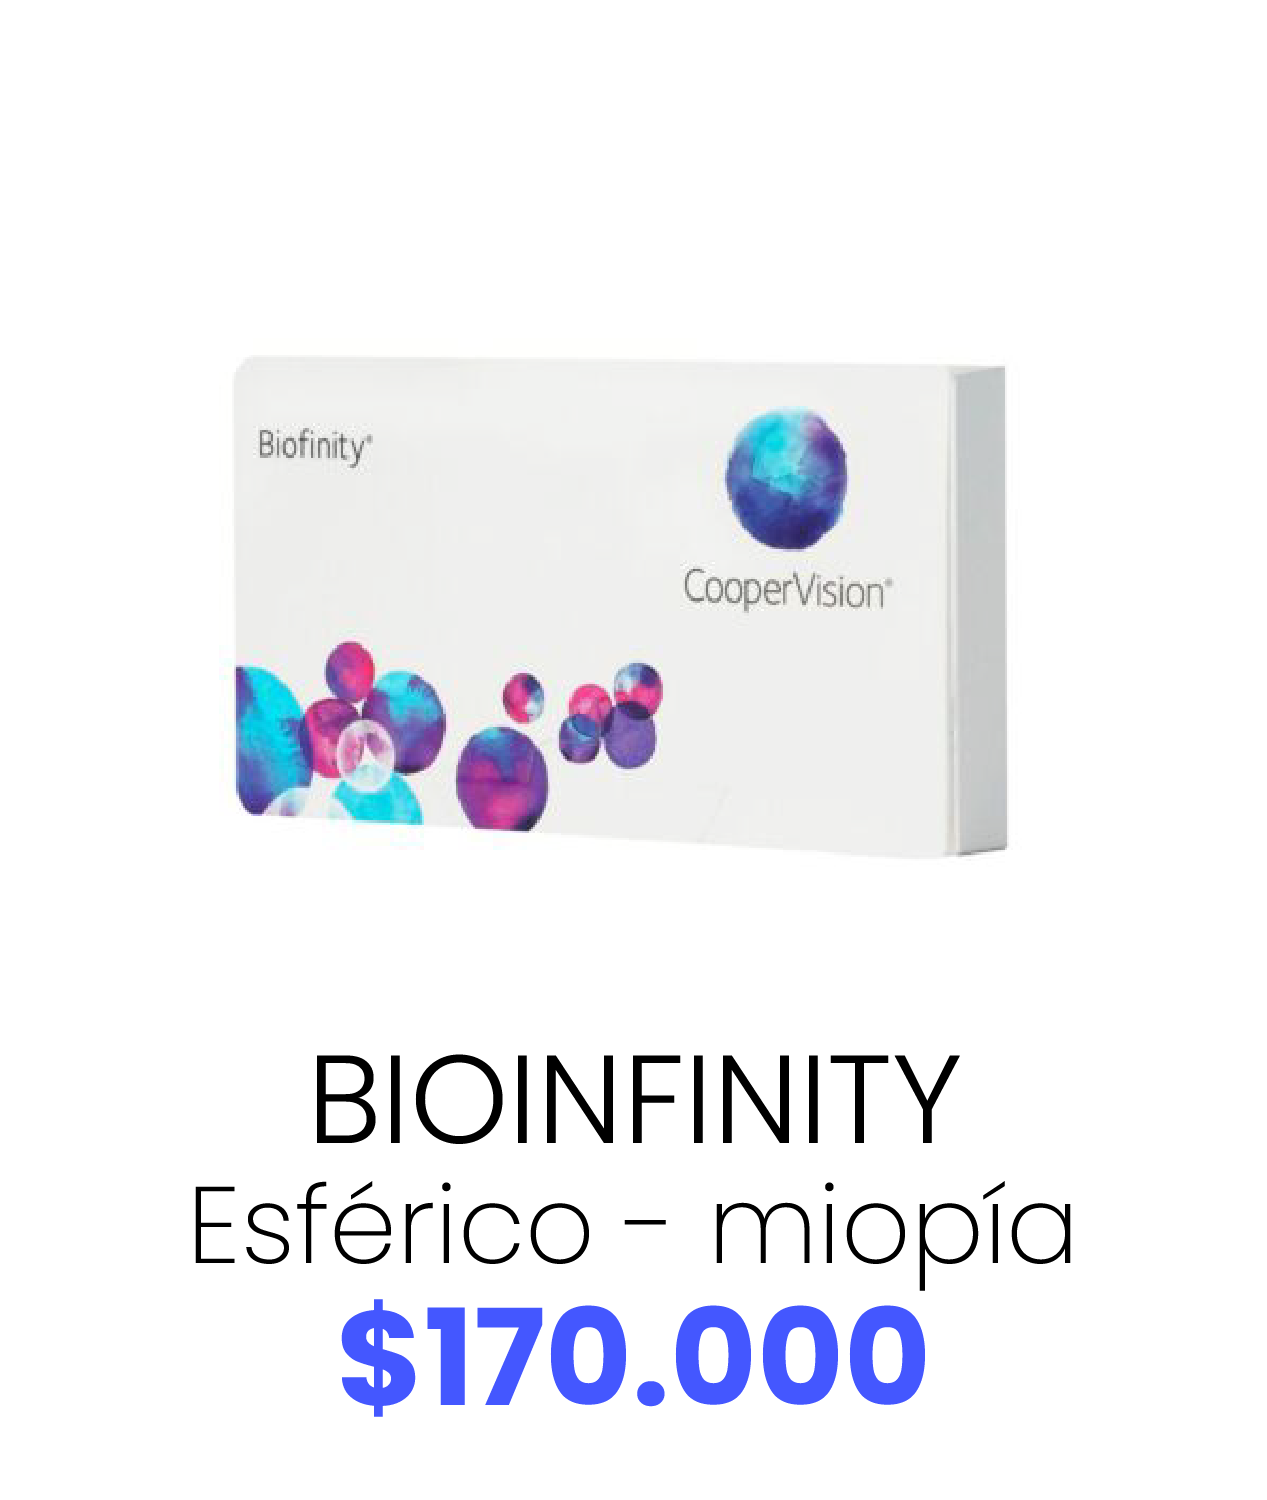 Biofinity®
CooperVision®
BIOINFINITY
Esférico - miopía
$170.000